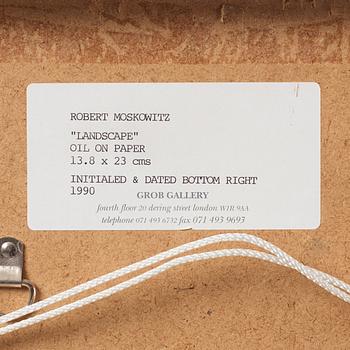 ROBERT MOSKOWITZ
"LANDSCAPE"
OIL ON PAPER
13.8 x 23 cms
INITIALED & DATED BOTTOM RIGHT
1990
GROB GALLERY
fourth floor 20 dering street london W1R 9AA
telephone 071 493 6732 fax 071 493 9693